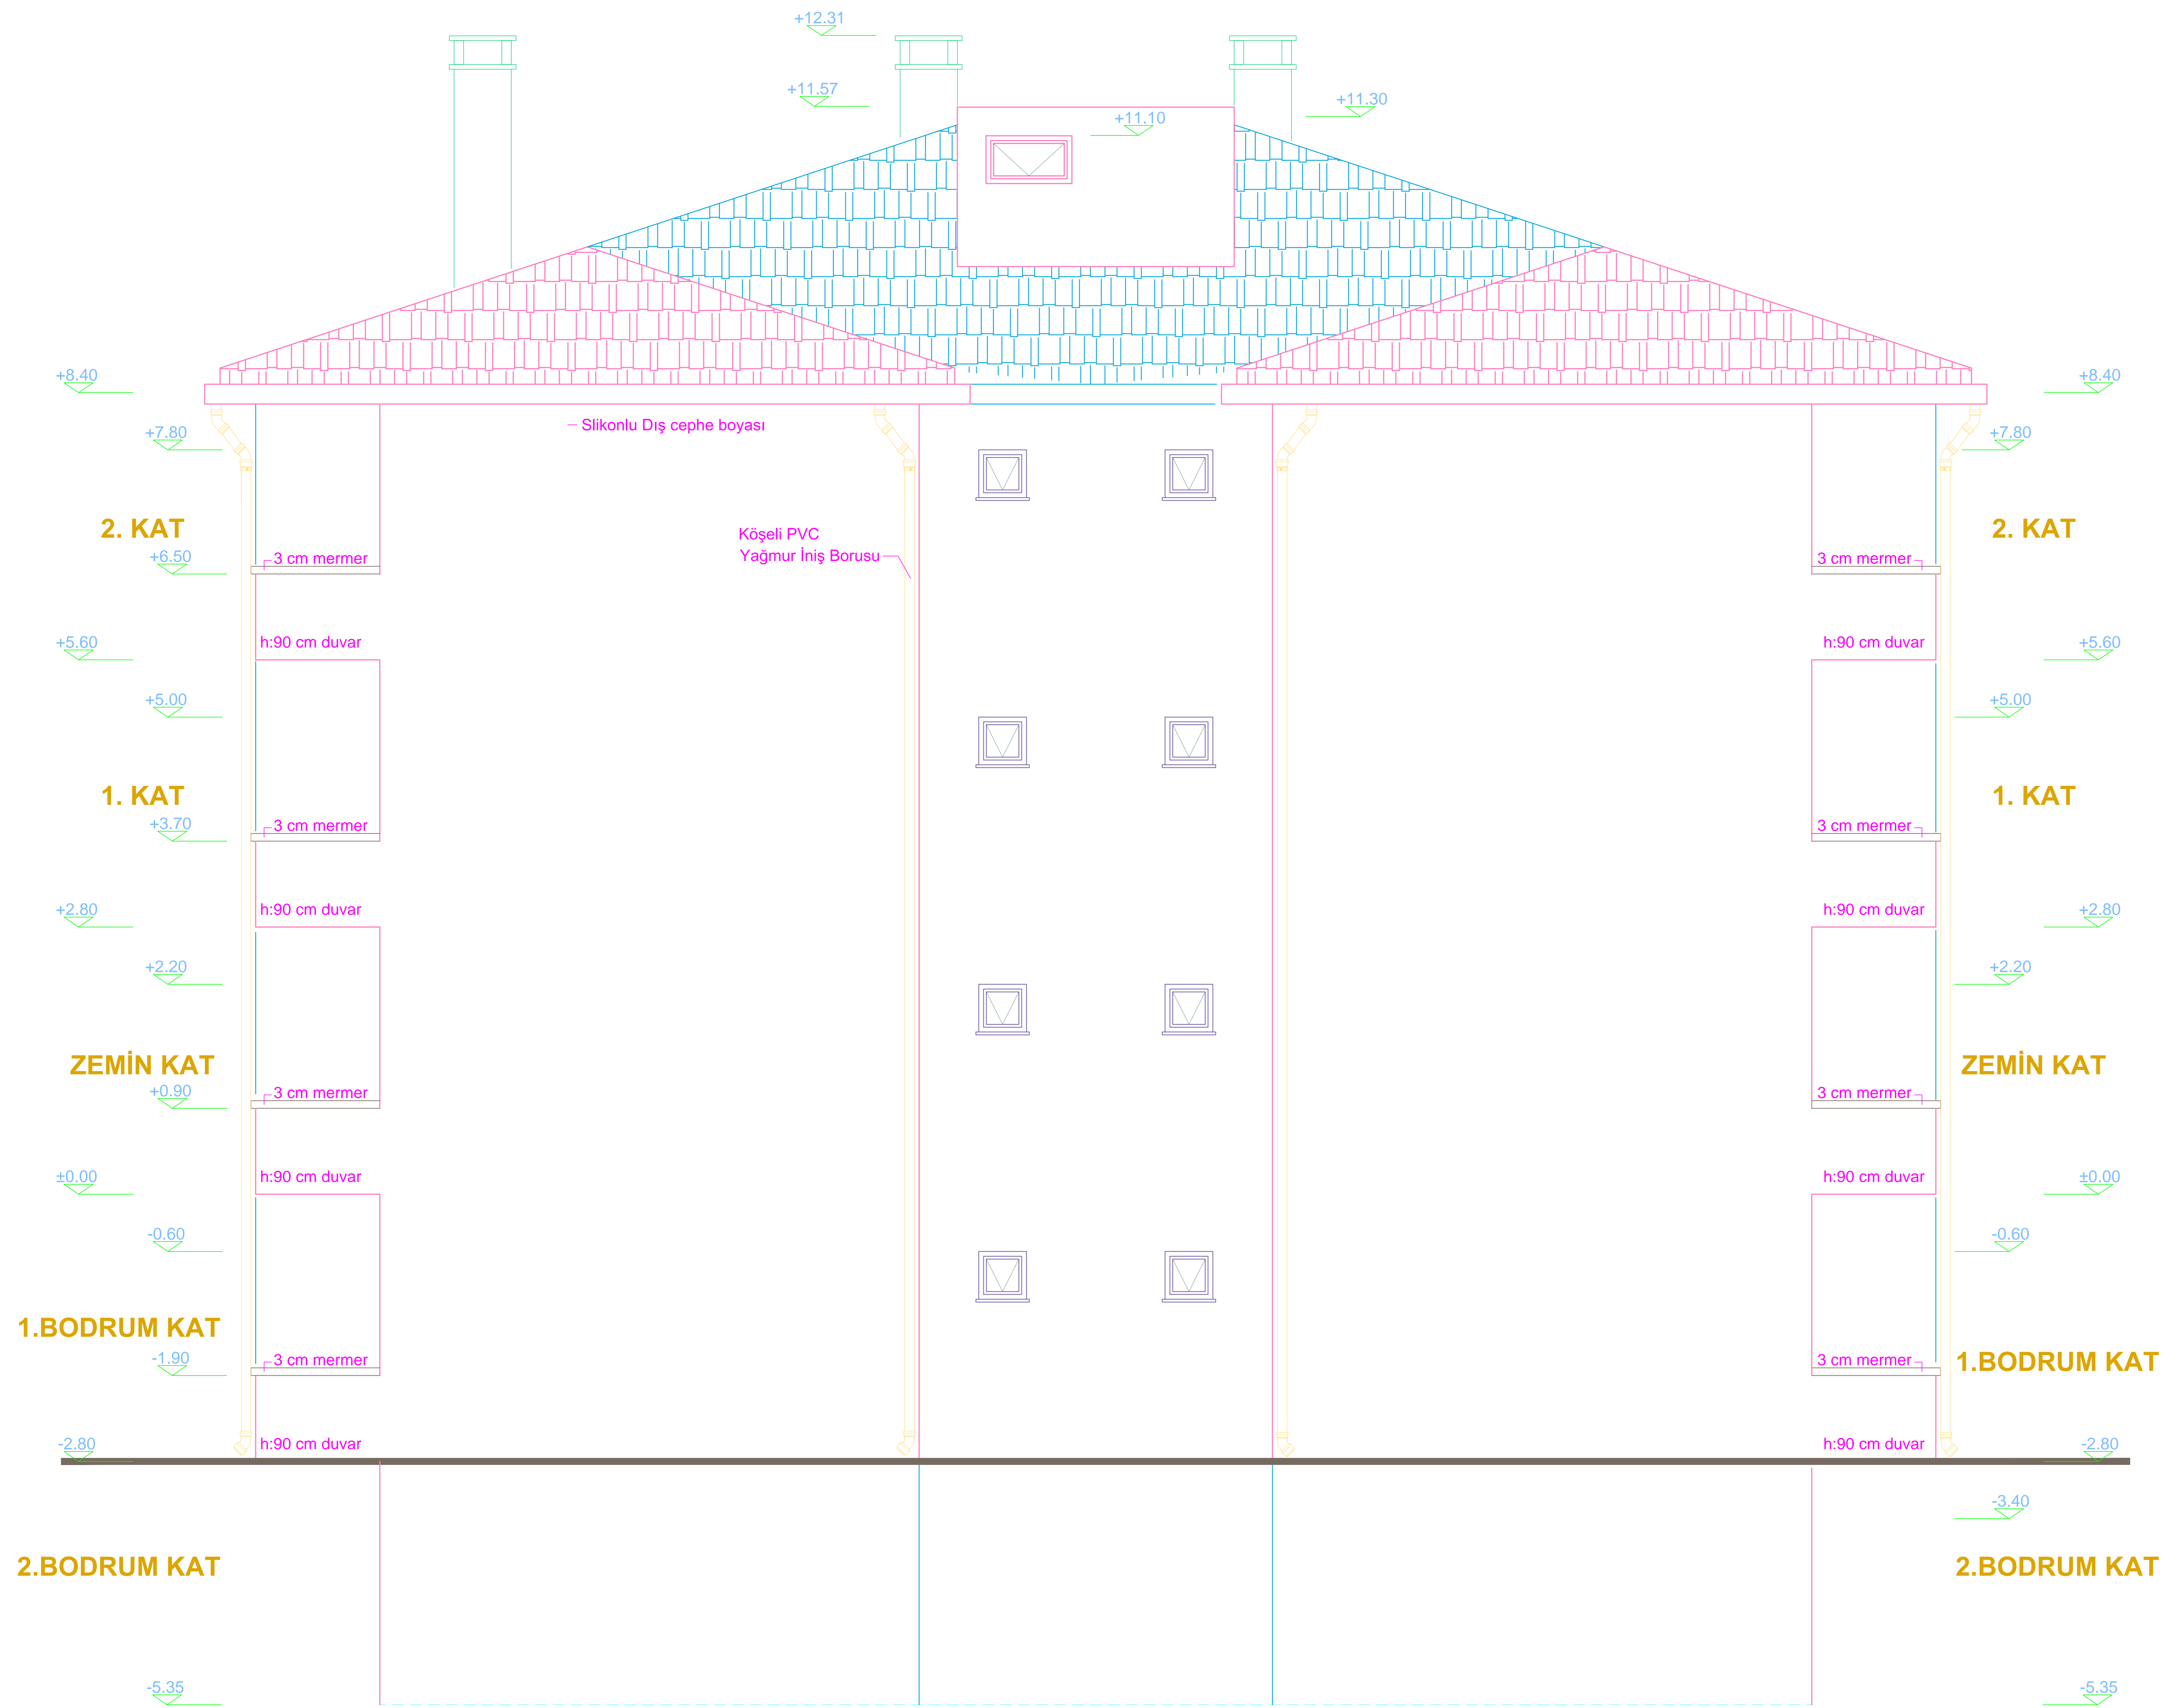 +12.31
+11.57
+11.30
+11.10
+8.40
+8.40
Slikonlu Dış cephe boyası
+7.80
+7.80
2. KAT
2. KAT
Köşeli PVC
Yağmur İniş Borusu
+6.50
3 cm mermer
3 cm mermer
+5.60
h:90 cm duvar
h:90 cm duvar
+5.60
+5.00
+5.00
1. KAT
1. KAT
+3.70
3 cm mermer
3 cm mermer
+2.80
h:90 cm duvar
h:90 cm duvar
+2.80
+2.20
+2.20
ZEMİN KAT
ZEMİN KAT
+0.90
3 cm mermer
3 cm mermer
±0.00
h:90 cm duvar
h:90 cm duvar
±0.00
-0.60
-0.60
1.BODRUM KAT
-1.90
3 cm mermer
3 cm mermer
1.BODRUM KAT
-2.80
h:90 cm duvar
h:90 cm duvar
-2.80
-3.40
2.BODRUM KAT
2.BODRUM KAT
-5.35
-5.35